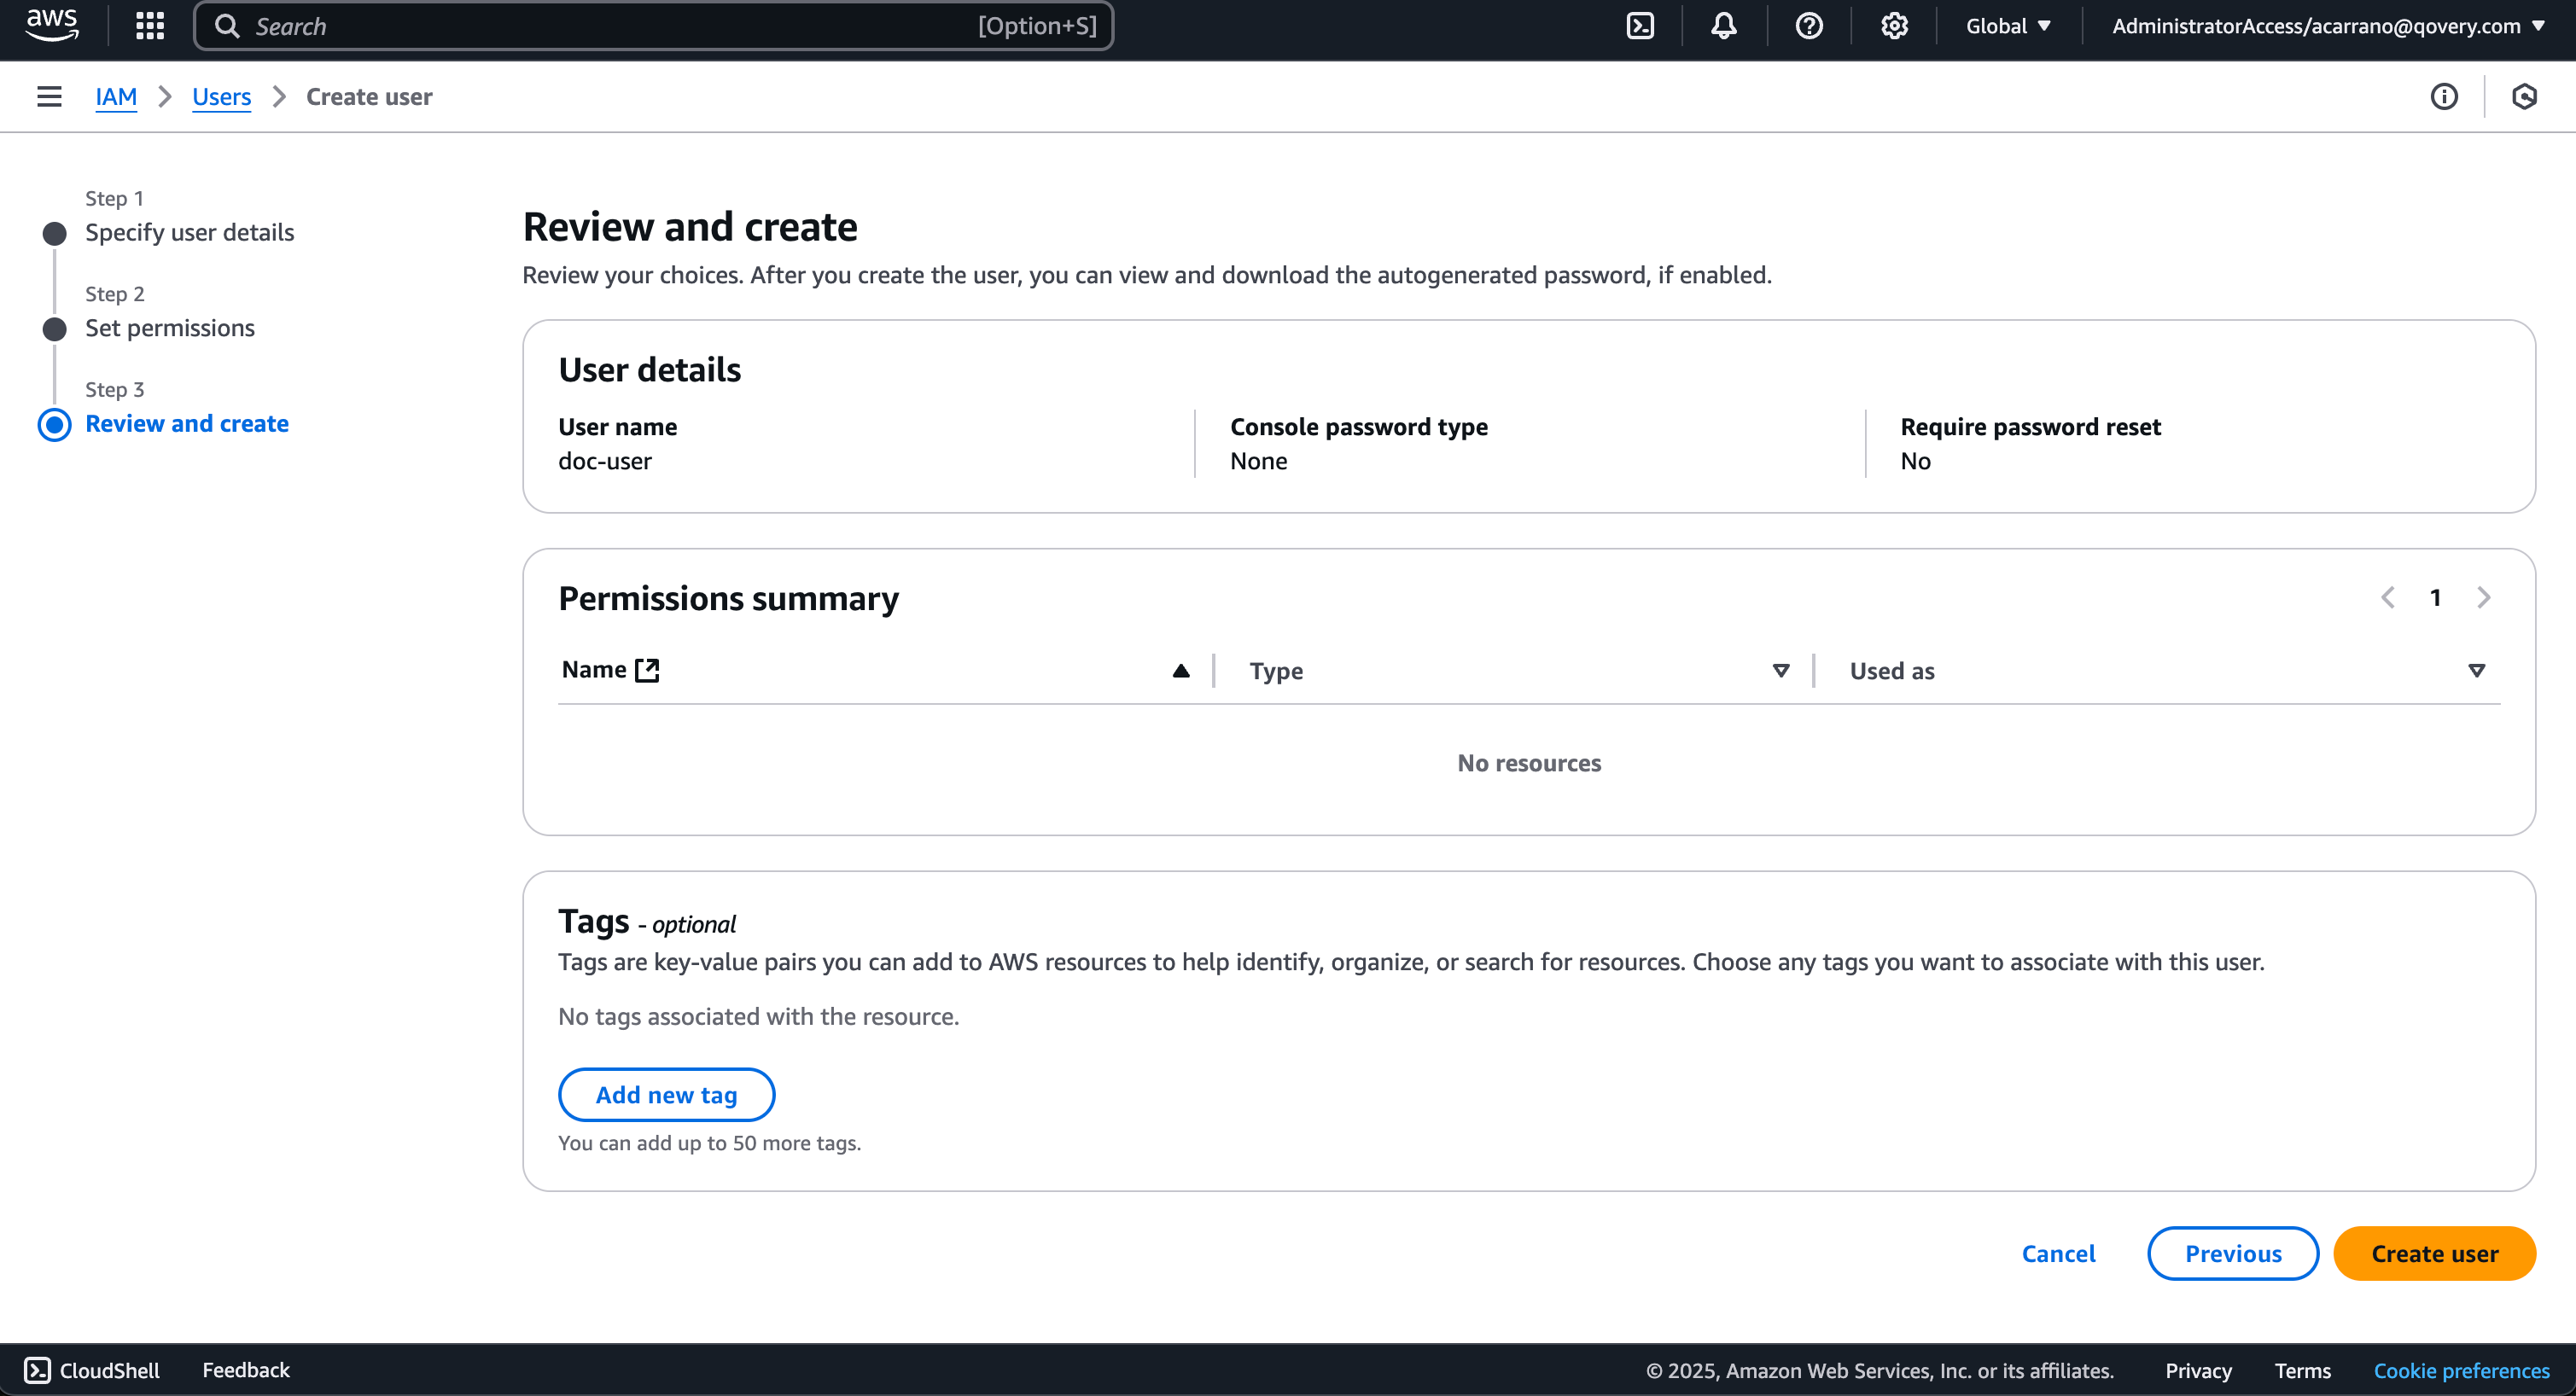 aws
Search [Option+S]
Global
AdministratorAccess/acarrano@qovery.com
IAM > Users > Create user
Step 1
Specify user details
Step 2
Set permissions
Step 3
Review and create
Review and create
Review your choices. After you create the user, you can view and download the autogenerated password, if enabled.
User details
User name
doc-user
Console password type
None
Require password reset
No
Permissions summary
1
Name
Type
Used as
No resources
Tags - optional
Tags are key-value pairs you can add to AWS resources to help identify, organize, or search for resources. Choose any tags you want to associate with this user.
No tags associated with the resource.
Add new tag
You can add up to 50 more tags.
Cancel
Previous
Create user
CloudShell
Feedback
© 2025, Amazon Web Services, Inc. or its affiliates.
Privacy
Terms
Cookie preferences